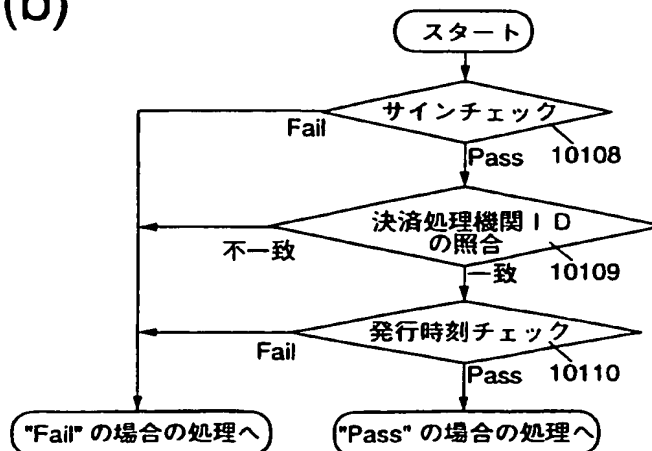 (b)
スタート
サインチェック
Fail
Pass
10108
決済処理機関ID
の照合
不一致
一致
10109
発行時刻チェック
Fail
Pass
10110
"Fail" の場合の処理へ
"Pass" の場合の処理へ